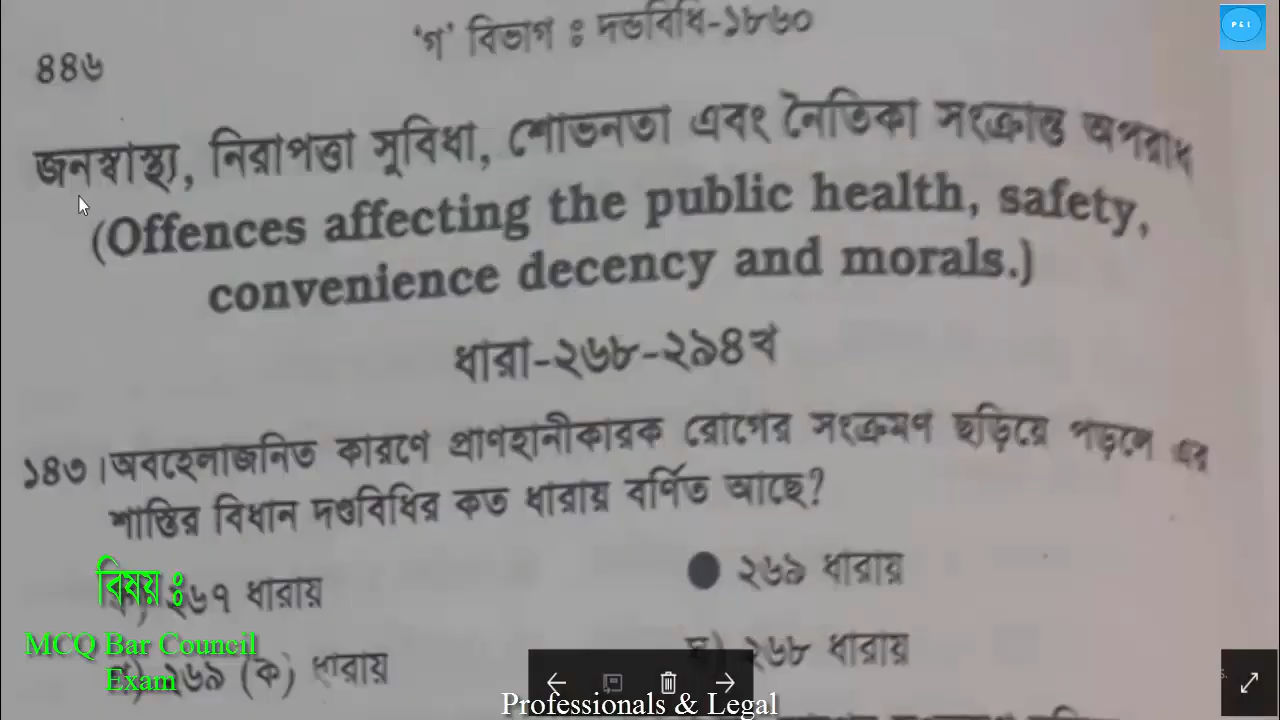 ‘গ’ বিভাগ ঃ দন্ডবিধি-১৮৬০
P & L
৪৪৬
জনস্বাস্থ্য, নিরাপত্তা সুবিধা, শোভনতা এবং নৈতিকা সংক্রান্ত অপরাধ
(Offences affecting the public health, safety,
convenience decency and morals.)
ধারা-২৬৮-২৯৪খ
১৪৩। অবহেলাজনিত কারণে প্রাণহানীকারক রোগের সংক্রমণ ছড়িয়ে পড়লে এর
শাস্তির বিধান দণ্ডবিধির কত ধারায় বর্ণিত আছে?
২৬৭ ধারায়
২৬৯ ধারায়
২৬৯ (ক) ধারায়
ঘ) ২৬৮ ধারায়
বিষয় ঃ
MCQ Bar Council
Exam
Professionals & Legal